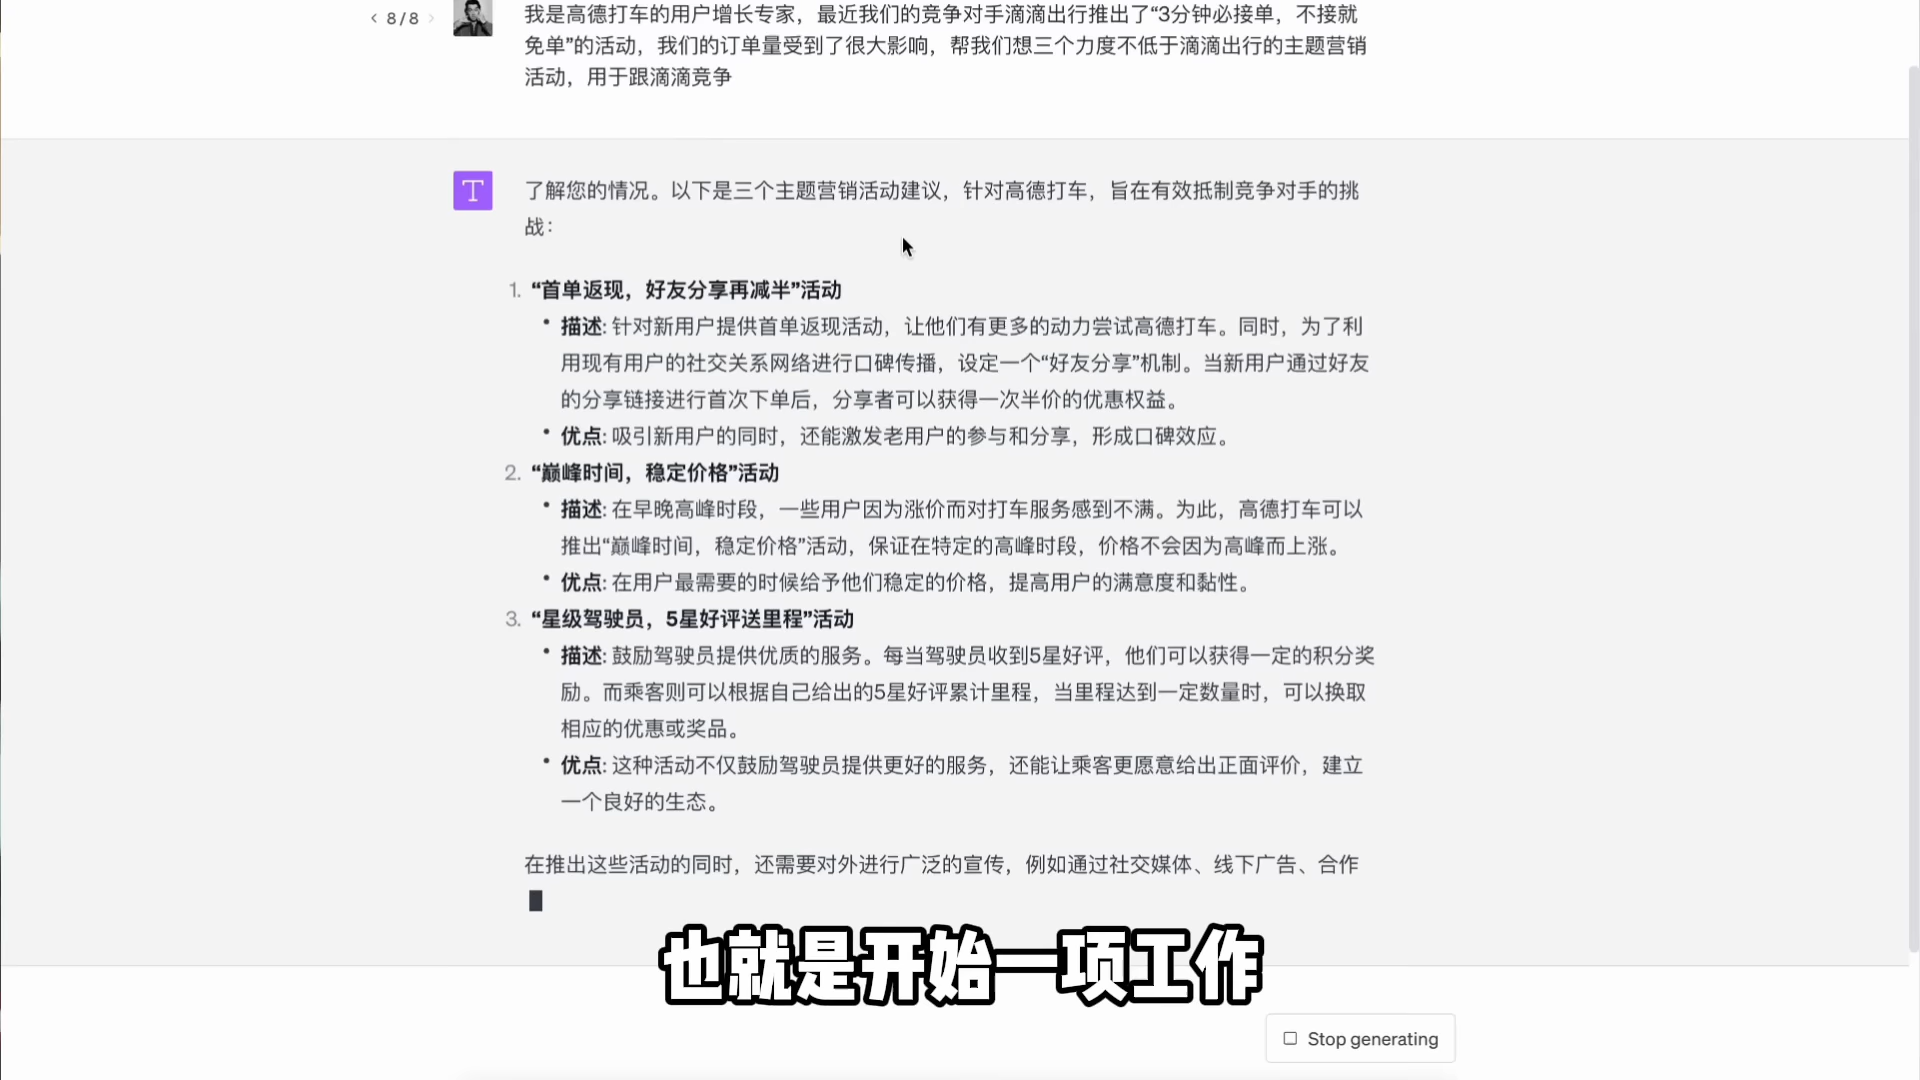 8 / 8
我是高德打车的用户增长专家，最近我们的竞争对手滴滴出行推出了“3分钟必接单，不接就
免单”的活动，我们的订单量受到了很大影响，帮我们想三个力度不低于滴滴出行的主题营销
活动，用于跟滴滴竞争
T
了解您的情况。以下是三个主题营销活动建议，针对高德打车，旨在有效抵制竞争对手的挑
战：
1. “首单返现，好友分享再减半”活动
• 描述: 针对新用户提供首单返现活动，让他们有更多的动力尝试高德打车。同时，为了利
用现有用户的社交关系网络进行口碑传播，设定一个“好友分享”机制。当新用户通过好友
的分享链接进行首次下单后，分享者可以获得一次半价的优惠权益。
• 优点: 吸引新用户的同时，还能激发老用户的参与和分享，形成口碑效应。
2. “巅峰时间，稳定价格”活动
• 描述: 在早晚高峰时段，一些用户因为涨价而对打车服务感到不满。为此，高德打车可以
推出“巅峰时间，稳定价格”活动，保证在特定的高峰时段，价格不会因为高峰而上涨。
• 优点: 在用户最需要的时候给予他们稳定的价格，提高用户的满意度和黏性。
3. “星级驾驶员，5星好评送里程”活动
• 描述: 鼓励驾驶员提供优质的服务。每当驾驶员收到5星好评，他们可以获得一定的积分奖
励。而乘客则可以根据自己给出的5星好评累计里程，当里程达到一定数量时，可以换取
相应的优惠或奖品。
• 优点: 这种活动不仅鼓励驾驶员提供更好的服务，还能让乘客更愿意给出正面评价，建立
一个良好的生态。
在推出这些活动的同时，还需要对外进行广泛的宣传，例如通过社交媒体、线下广告、合作
也就是开始一项工作
Stop generating